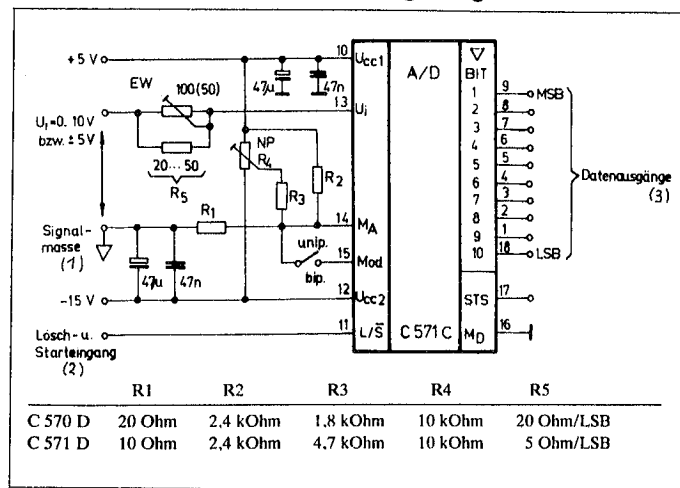 +5 V
10
Ucc1
A/D
BIT
47µ
47n
EW
100(50)
13
Ui
1
9
MSB
2
8
3
7
4
6
5
5
6
4
7
3
8
2
9
1
10
18
LSB
Datenausgänge
(3)
U1=0. 10V
bzw. ±5V
20...50
R5
NP
R4
R3
R2
Signal-
masse
(1)
R1
14
MA
unip.
bip.
15
Mod
47µ
47n
-15 V
12
Ucc2
STS
17
Lösch- u.
Starteingang
(2)
11
L/S̅
C 571 C
MD
16
R1 R2 R3 R4 R5
C 570 D 20 Ohm 2,4 kOhm 1,8 kOhm 10 kOhm 20 Ohm/LSB
C 571 D 10 Ohm 2,4 kOhm 4,7 kOhm 10 kOhm 5 Ohm/LSB